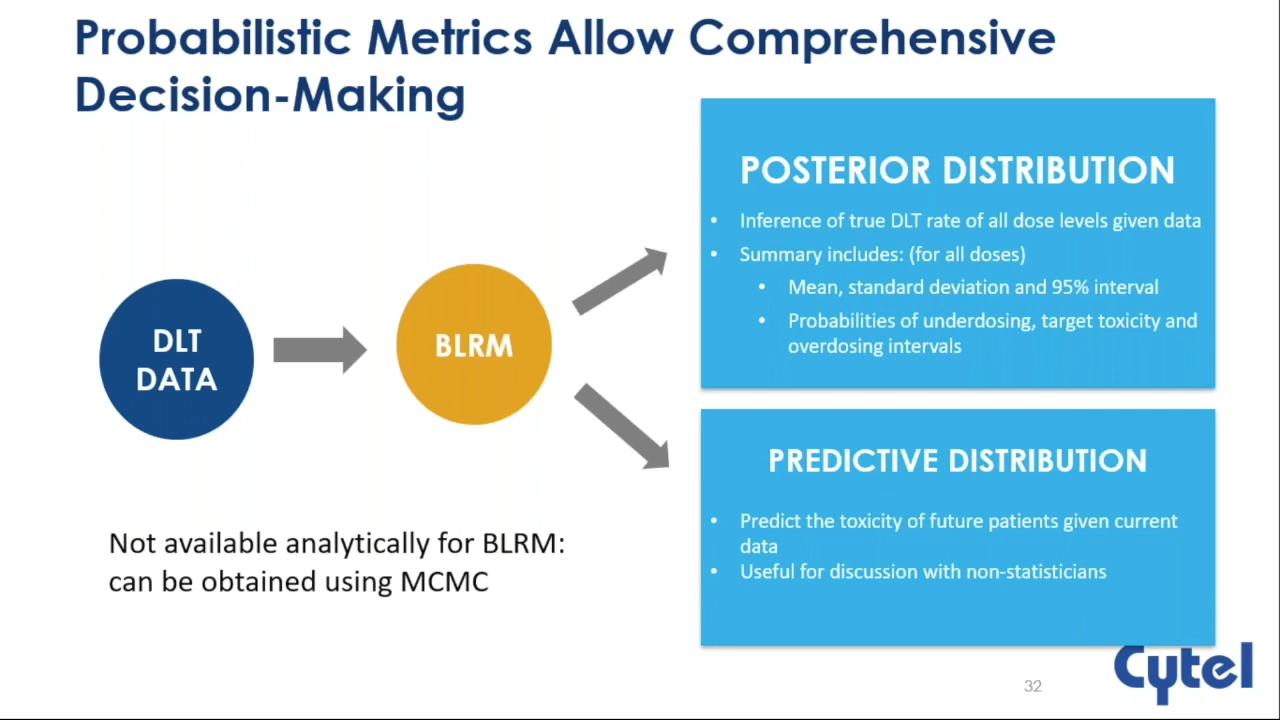 Probabilistic Metrics Allow Comprehensive
Decision-Making
DLT
DATA
BLRM
POSTERIOR DISTRIBUTION
• Inference of true DLT rate of all dose levels given data
• Summary includes: (for all doses)
• Mean, standard deviation and 95% interval
• Probabilities of underdosing, target toxicity and
overdosing intervals
PREDICTIVE DISTRIBUTION
• Predict the toxicity of future patients given current
data
• Useful for discussion with non-statisticians
Not available analytically for BLRM:
can be obtained using MCMC
32
Cytel